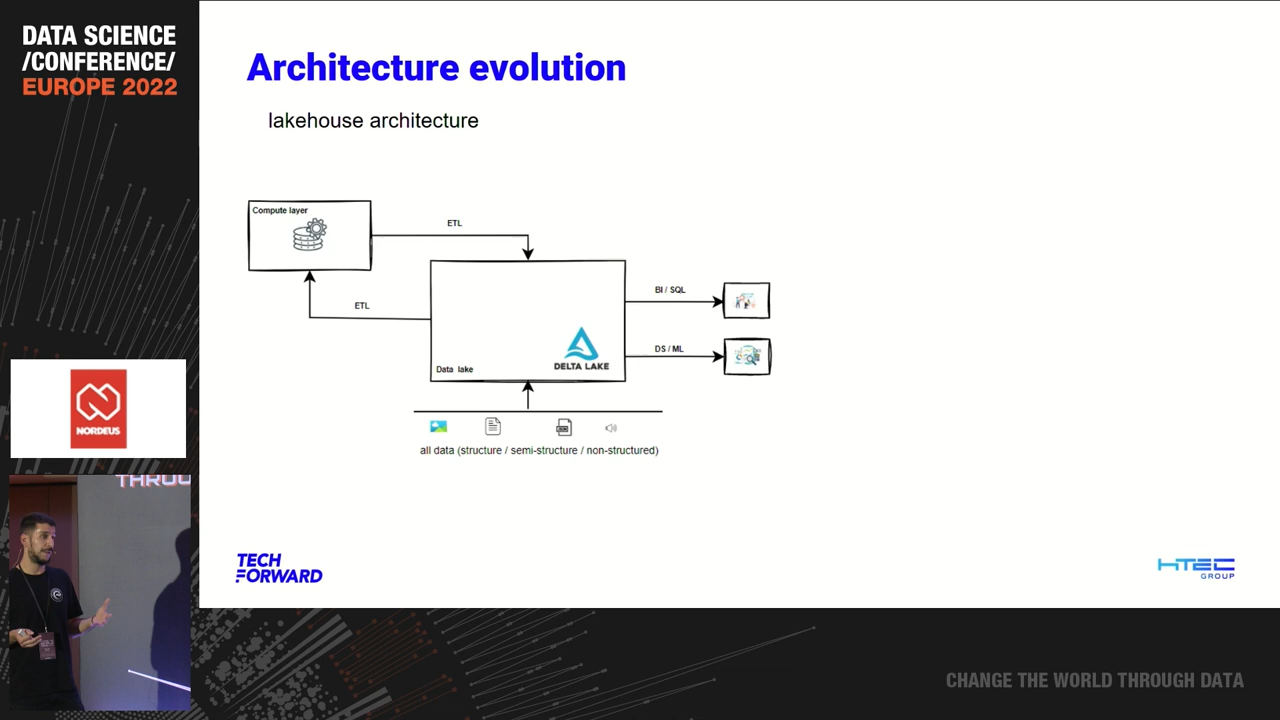 DATA SCIENCE
/CONFERENCE/
EUROPE 2022
Architecture evolution
lakehouse architecture
Compute layer
ETL
ETL
BI / SQL
DS / ML
DELTA LAKE
Data lake
all data (structure / semi-structure / non-structured)
NORDEUS
THROU
TECH
FORWARD
HTEC
GROUP
CHANGE THE WORLD THROUGH DATA